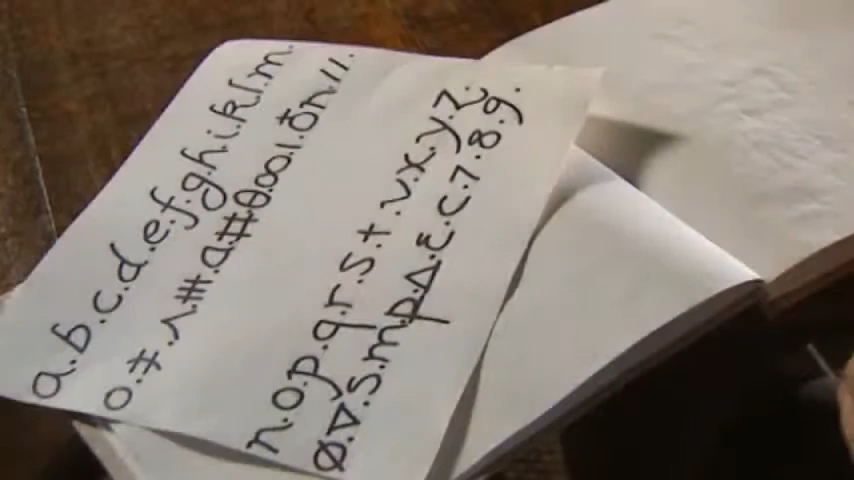 a.b.c.d.e.f.g.h.i.k.l.m.
o.‡.ʌ.ⵌ.a.#.θ.∞.ı.ō.n.//.
n.o.p.q.r.s.t.v.x.y.z.
ø.∇.s.m.p.Δ.ε.c.7.8.9.